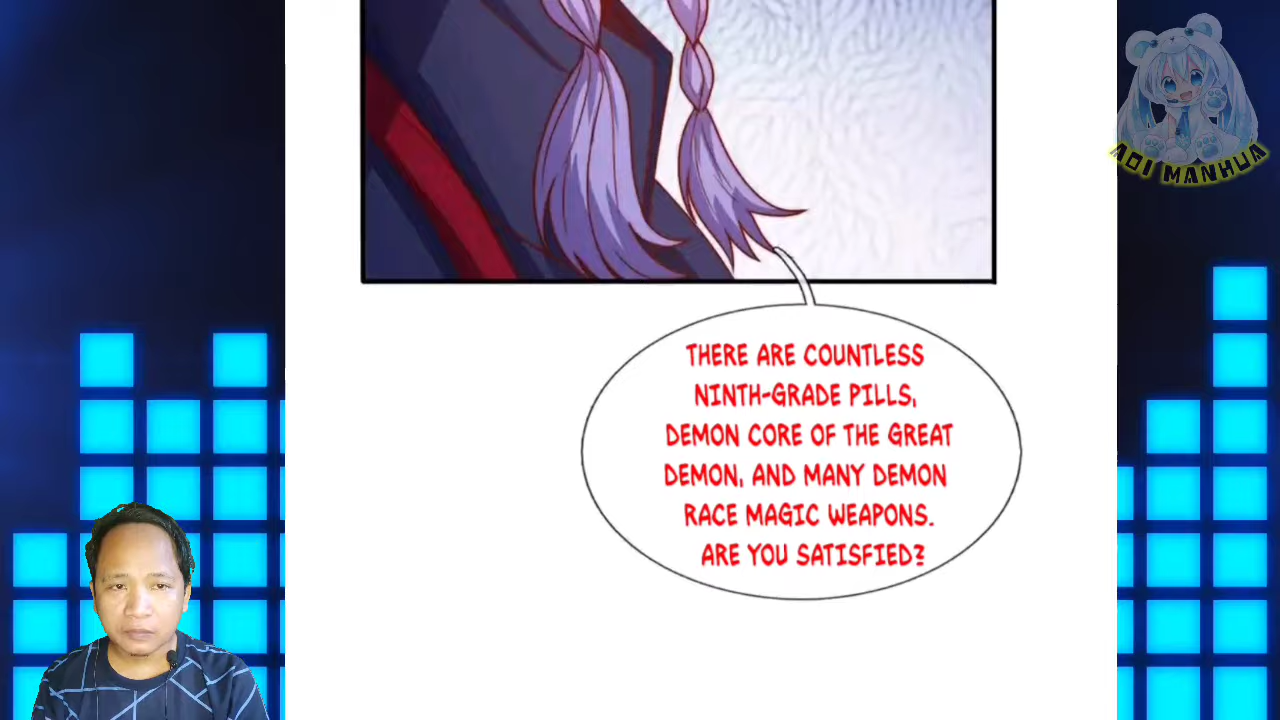 AOI MANHUA
THERE ARE COUNTLESS
NINTH-GRADE PILLS,
DEMON CORE OF THE GREAT
DEMON, AND MANY DEMON
RACE MAGIC WEAPONS.
ARE YOU SATISFIED?